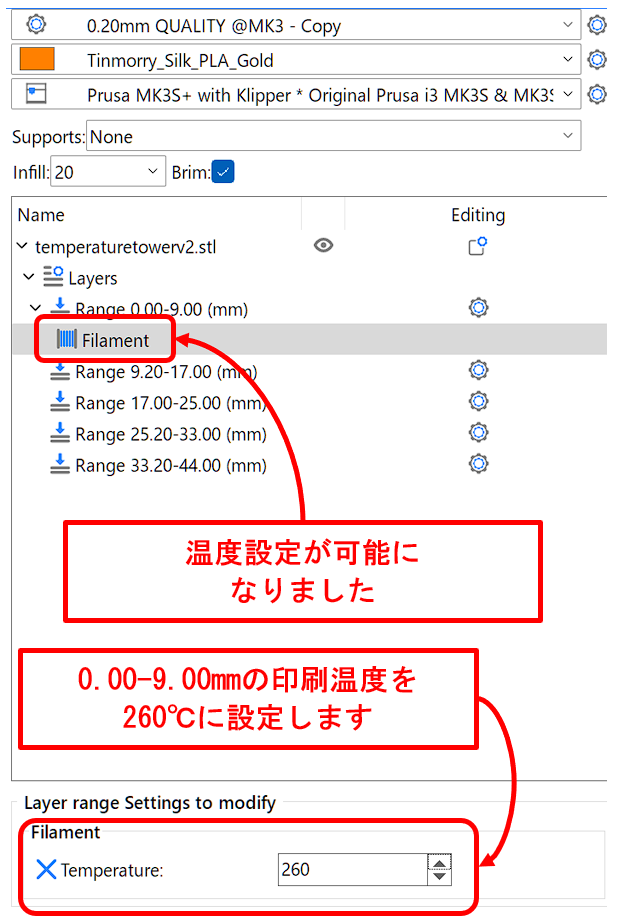 0.20mm QUALITY @MK3 - Copy
Tinmorry_Silk_PLA_Gold
Prusa MK3S+ with Klipper * Original Prusa i3 MK3S & MK3S
Supports: None
Infill: 20 Brim:
Name Editing
temperaturetowerv2.stl
Layers
Range 0.00-9.00 (mm)
Filament
Range 9.20-17.00 (mm)
Range 17.00-25.00 (mm)
Range 25.20-33.00 (mm)
Range 33.20-44.00 (mm)
温度設定が可能に
なりました
0.00-9.00mmの印刷温度を
260℃に設定します
Layer range Settings to modify
Filament
Temperature: 260